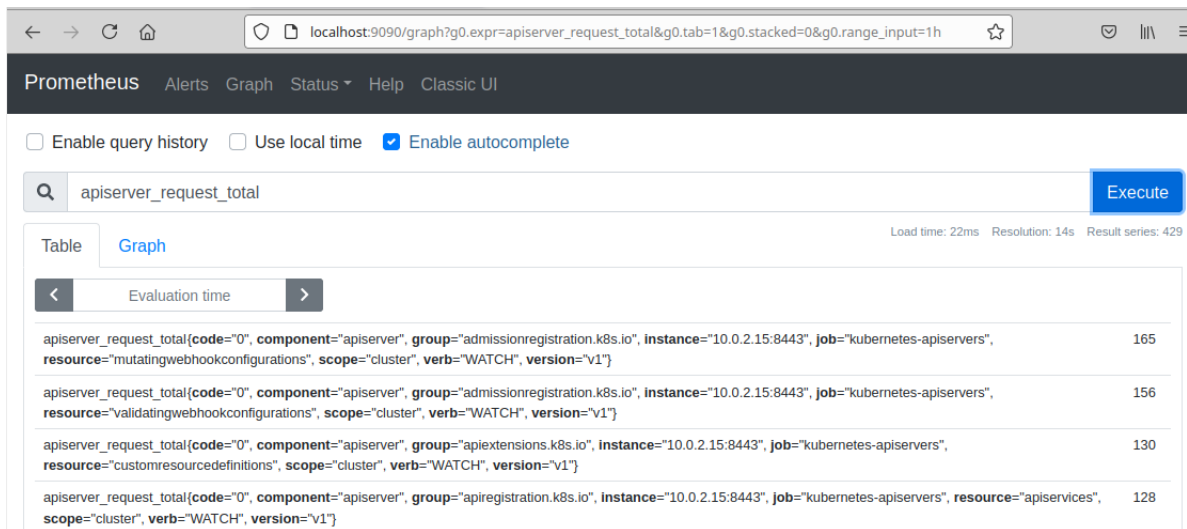 localhost:9090/graph?g0.expr=apiserver_request_total&g0.tab=1&g0.stacked=0&g0.range_input=1h
Prometheus Alerts Graph Status Help Classic UI
Enable query history Use local time Enable autocomplete
apiserver_request_total Execute
Load time: 22ms Resolution: 14s Result series: 429
Table Graph
Evaluation time
apiserver_request_total{code="0", component="apiserver", group="admissionregistration.k8s.io", instance="10.0.2.15:8443", job="kubernetes-apiservers", 165
resource="mutatingwebhookconfigurations", scope="cluster", verb="WATCH", version="v1"}
apiserver_request_total{code="0", component="apiserver", group="admissionregistration.k8s.io", instance="10.0.2.15:8443", job="kubernetes-apiservers", 156
resource="validatingwebhookconfigurations", scope="cluster", verb="WATCH", version="v1"}
apiserver_request_total{code="0", component="apiserver", group="apiextensions.k8s.io", instance="10.0.2.15:8443", job="kubernetes-apiservers", 130
resource="customresourcedefinitions", scope="cluster", verb="WATCH", version="v1"}
apiserver_request_total{code="0", component="apiserver", group="apiregistration.k8s.io", instance="10.0.2.15:8443", job="kubernetes-apiservers", resource="apiservices", 128
scope="cluster", verb="WATCH", version="v1"}